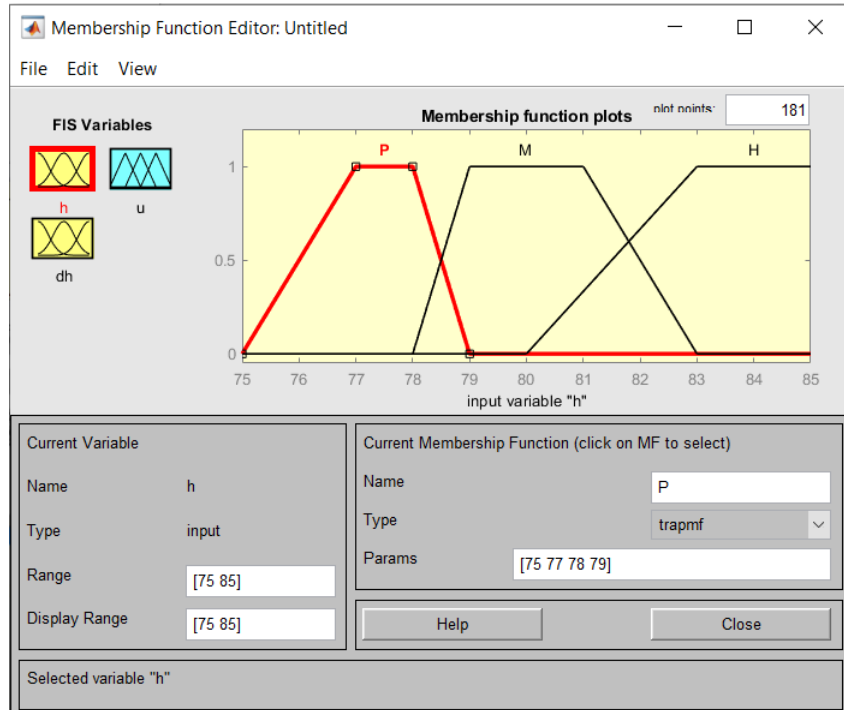 Membership Function Editor: Untitled
File Edit View
FIS Variables
h
u
dh
Membership function plots
plot points:
181
P
M
H
1
0.5
0
75 76 77 78 79 80 81 82 83 84 85
input variable "h"
Current Variable
Name h
Type input
Range [75 85]
Display Range [75 85]
Current Membership Function (click on MF to select)
Name P
Type trapmf
Params [75 77 78 79]
Help
Close
Selected variable "h"